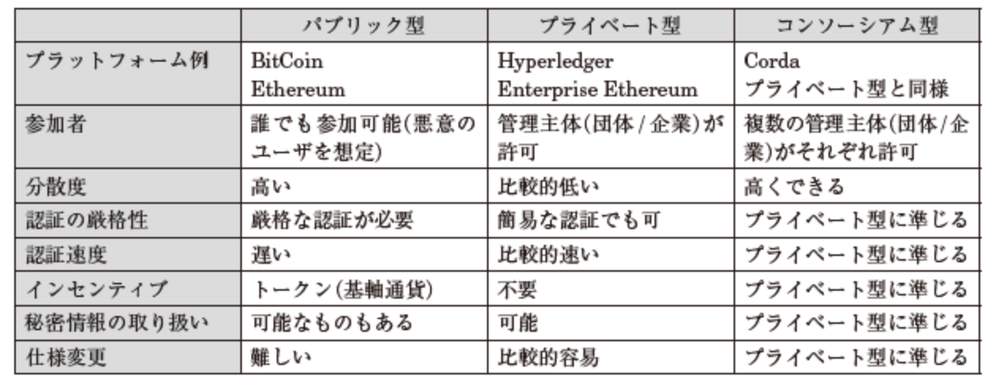 パブリック型 プライベート型 コンソーシアム型
プラットフォーム例 BitCoin Hyperledger Corda
Ethereum Enterprise Ethereum プライベート型と同様
参加者 誰でも参加可能(悪意の 管理主体(団体/企業)が 複数の管理主体(団体/企
ユーザを想定) 許可 業)がそれぞれ許可
分散度 高い 比較的低い 高くできる
認証の厳格性 厳格な認証が必要 簡易な認証でも可 プライベート型に準じる
認証速度 遅い 比較的速い プライベート型に準じる
インセンティブ トークン(基軸通貨) 不要 プライベート型に準じる
秘密情報の取り扱い 可能なものもある 可能 プライベート型に準じる
仕様変更 難しい 比較的容易 プライベート型に準じる